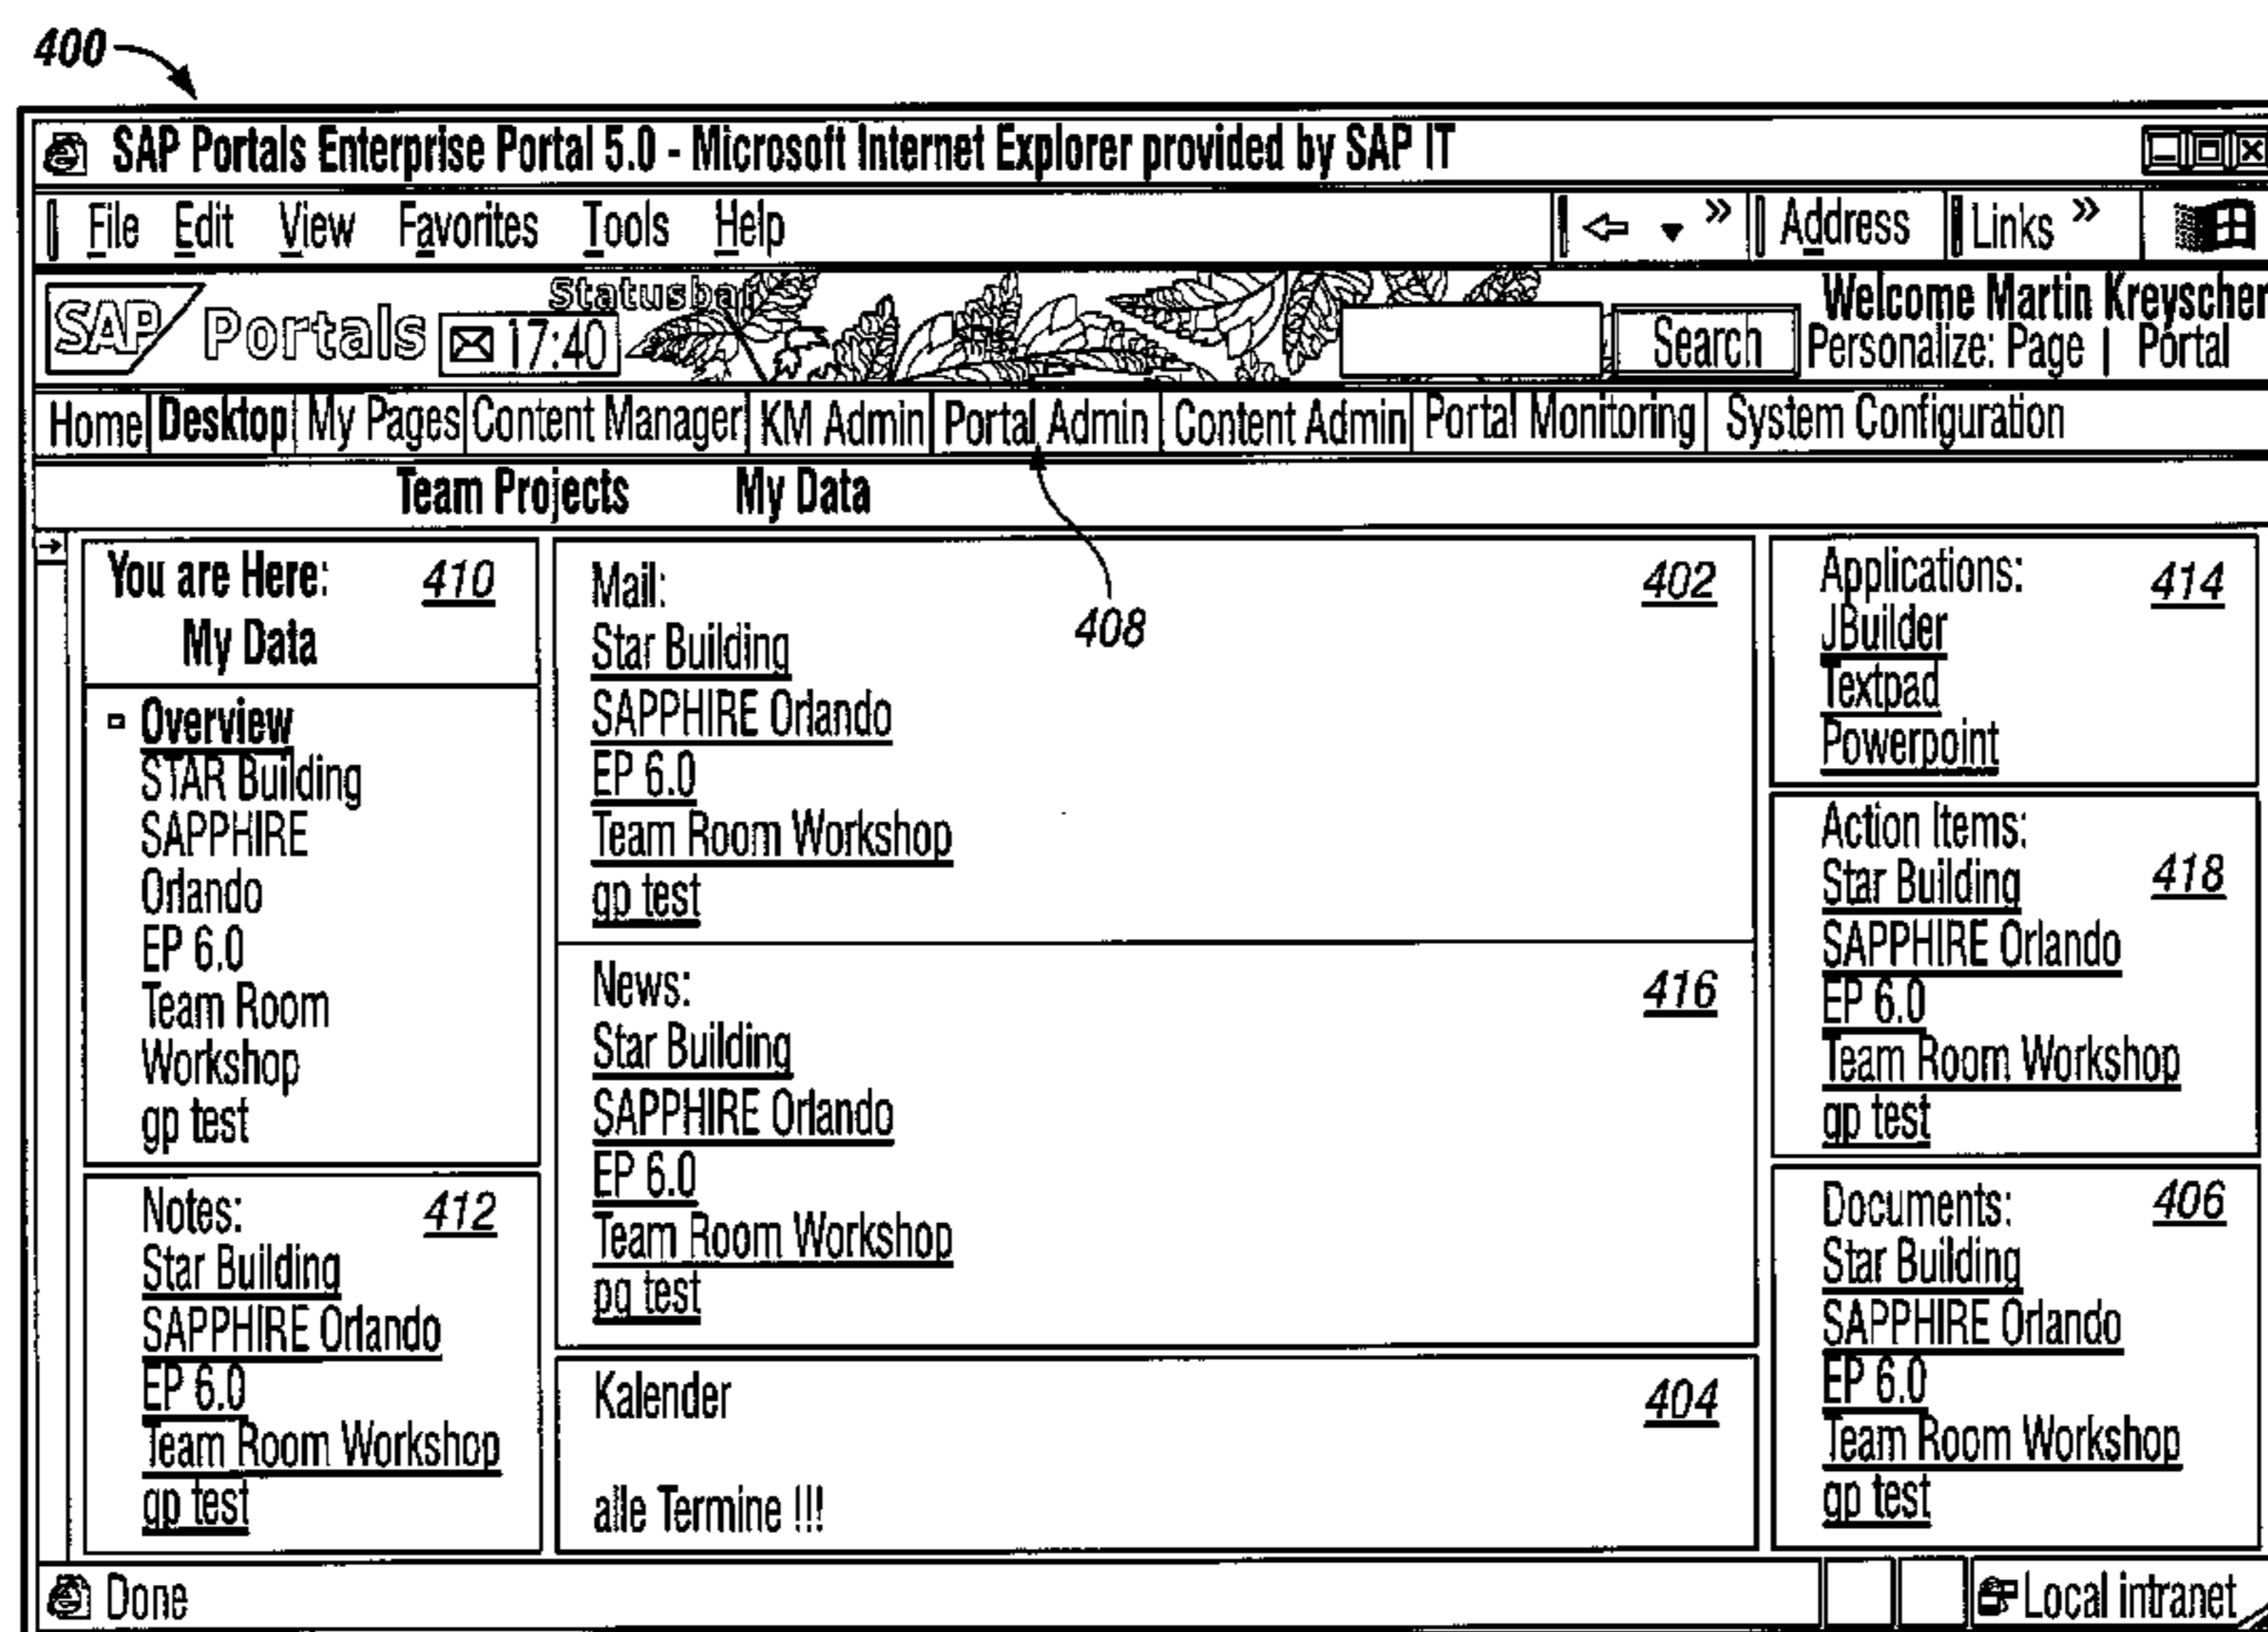 400
SAP Portals Enterprise Portal 5.0 - Microsoft Internet Explorer provided by SAP IT
File Edit View Favorites Tools Help » Address Links »
SAP Portals Statusbar 17:40 Search
Welcome Martin Kreyscher
Personalize: Page | Portal
Home Desktop My Pages Content Manager KM Admin Portal Admin Content Admin Portal Monitoring System Configuration
Team Projects My Data
408
You are Here: 410
My Data
Overview
STAR Building
SAPPHIRE
Orlando
EP 6.0
Team Room
Workshop
gp test
Notes: 412
Star Building
SAPPHIRE Orlando
EP 6.0
Team Room Workshop
gp test
Mail: 402
Star Building
SAPPHIRE Orlando
EP 6.0
Team Room Workshop
gp test
News: 416
Star Building
SAPPHIRE Orlando
EP 6.0
Team Room Workshop
pg test
Kalender 404
alle Termine !!!
Applications: 414
JBuilder
Textpad
Powerpoint
Action Items:
Star Building 418
SAPPHIRE Orlando
EP 6.0
Team Room Workshop
gp test
Documents: 406
Star Building
SAPPHIRE Orlando
EP 6.0
Team Room Workshop
gp test
Done Local intranet